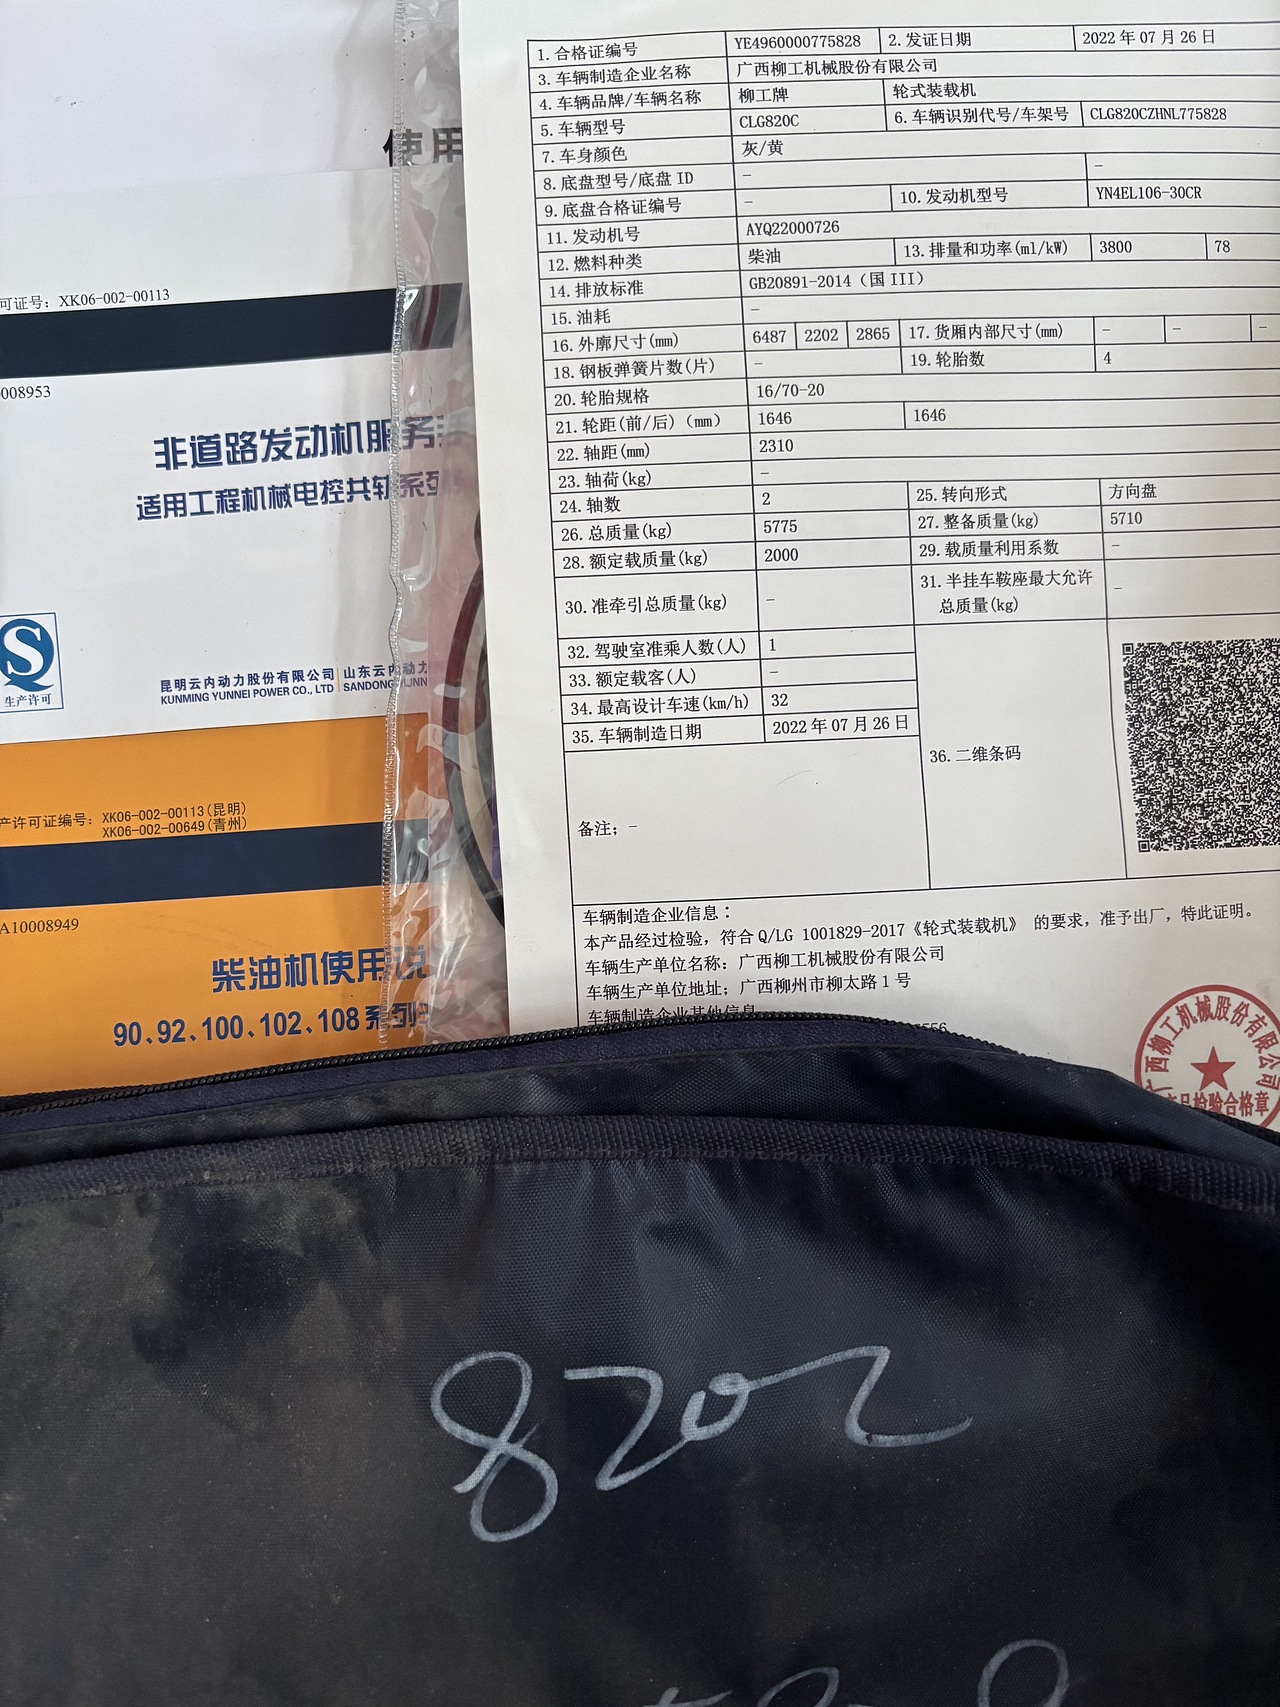 使用
可证号：XK06-002-00113
008953
非道路发动机服务
适用工程机械电控共轨系列
生产许可
昆明云内动力股份有限公司 山东云内动力
KUNMING YUNNEI POWER CO., LTD SANDONG
产许可证编号：XK06-002-00113(昆明)
XK06-002-00649(青州)
A10008949
柴油机使用说
90、92、100、102、108系列
1. 合格证编号 YE4960000775828 2. 发证日期 2022 年 07 月 26 日
3. 车辆制造企业名称 广西柳工机械股份有限公司
4. 车辆品牌/车辆名称 柳工牌 轮式装载机
5. 车辆型号 CLG820C 6. 车辆识别代号/车架号 CLG820CZHNL775828
7. 车身颜色 灰/黄
8. 底盘型号/底盘 ID - -
9. 底盘合格证编号 - 10. 发动机型号 YN4EL106-30CR
11. 发动机号 AYQ22000726
12. 燃料种类 柴油 13. 排量和功率(ml/kW) 3800 78
14. 排放标准 GB20891-2014（国 III）
15. 油耗 -
16. 外廓尺寸(mm) 6487 2202 2865 17. 货厢内部尺寸(mm) - - -
18. 钢板弹簧片数(片) - 19. 轮胎数 4
20. 轮胎规格 16/70-20
21. 轮距(前/后)（mm） 1646 1646
22. 轴距(mm) 2310
23. 轴荷(kg) -
24. 轴数 2 25. 转向形式 方向盘
26. 总质量(kg) 5775 27. 整备质量(kg) 5710
28. 额定载质量(kg) 2000 29. 载质量利用系数 -
30. 准牵引总质量(kg) - 31. 半挂车鞍座最大允许
总质量(kg) -
32. 驾驶室准乘人数(人) 1
33. 额定载客(人) -
34. 最高设计车速(km/h) 32
35. 车辆制造日期 2022 年 07 月 26 日
36. 二维条码
备注：-
车辆制造企业信息：
本产品经过检验，符合 Q/LG 1001829-2017《轮式装载机》 的要求，准予出厂，特此证明。
车辆生产单位名称：广西柳工机械股份有限公司
车辆生产单位地址：广西柳州市柳太路 1 号
车辆制造企业其他信息
广西柳工机械股份有限公司
产品检验合格章